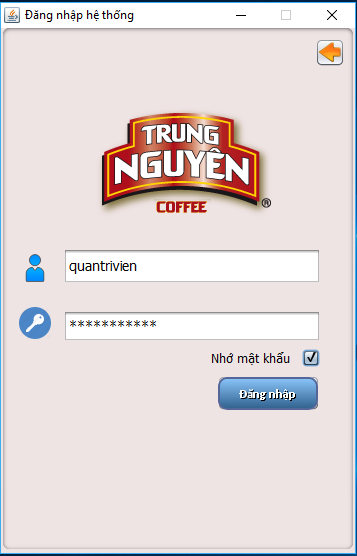 Đăng nhập hệ thống
TRUNG
NGUYÊN
®
COFFEE
quantrivien
***********
Nhớ mật khẩu
Đăng nhập